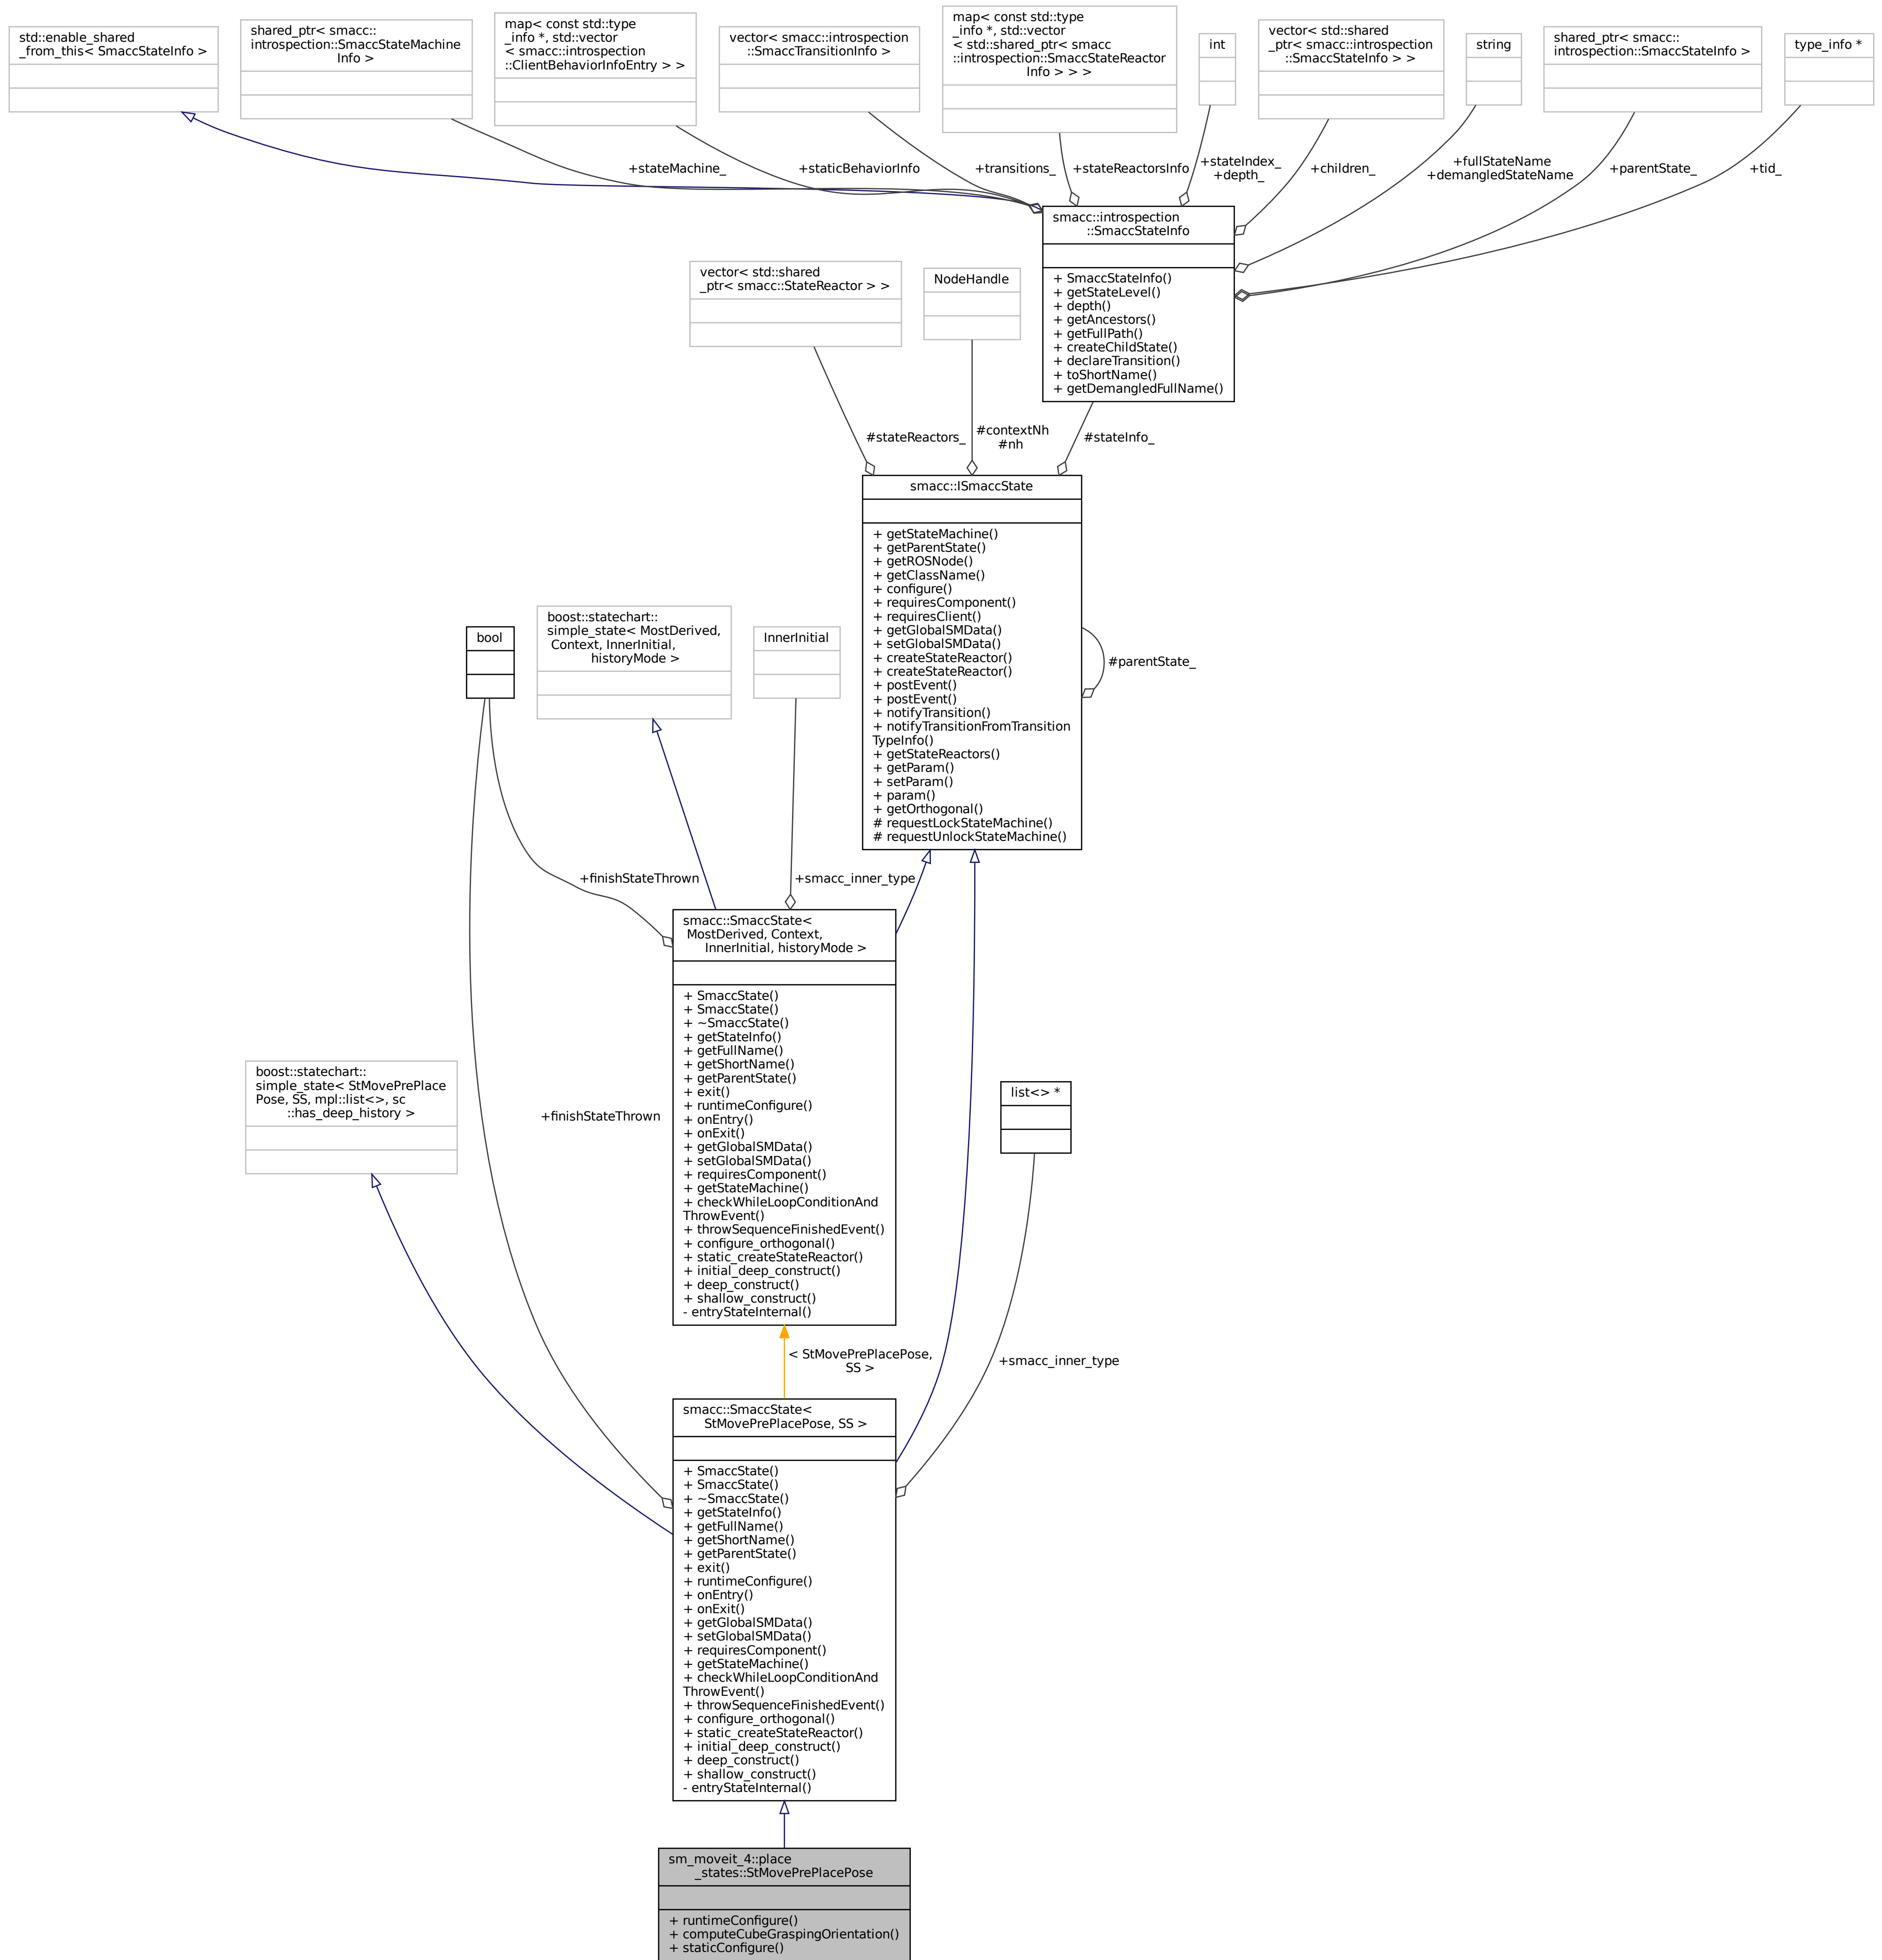 std::enable_shared
_from_this< SmaccStateInfo >
shared_ptr< smacc::
introspection::SmaccStateMachine
Info >
map< const std::type
_info *, std::vector
< smacc::introspection
::ClientBehaviorInfoEntry > >
vector< smacc::introspection
::SmaccTransitionInfo >
map< const std::type
_info *, std::vector
< std::shared_ptr< smacc
::introspection::SmaccStateReactor
Info > > >
int
vector< std::shared
_ptr< smacc::introspection
::SmaccStateInfo > >
string
shared_ptr< smacc::
introspection::SmaccStateInfo >
type_info *
+stateMachine_
+staticBehaviorInfo
+transitions_
+stateReactorsInfo
+stateIndex_
+depth_
+children_
+fullStateName
+demangledStateName
+parentState_
+tid_
smacc::introspection
::SmaccStateInfo
+ SmaccStateInfo()
+ getStateLevel()
+ depth()
+ getAncestors()
+ getFullPath()
+ createChildState()
+ declareTransition()
+ toShortName()
+ getDemangledFullName()
vector< std::shared
_ptr< smacc::StateReactor > >
NodeHandle
#stateReactors_
#contextNh
#nh
#stateInfo_
smacc::ISmaccState
+ getStateMachine()
+ getParentState()
+ getROSNode()
+ getClassName()
+ configure()
+ requiresComponent()
+ requiresClient()
+ getGlobalSMData()
+ setGlobalSMData()
+ createStateReactor()
+ createStateReactor()
+ postEvent()
+ postEvent()
+ notifyTransition()
+ notifyTransitionFromTransition
TypeInfo()
+ getStateReactors()
+ getParam()
+ setParam()
+ param()
+ getOrthogonal()
# requestLockStateMachine()
# requestUnlockStateMachine()
#parentState_
bool
boost::statechart::
simple_state< MostDerived,
Context, InnerInitial,
historyMode >
InnerInitial
+finishStateThrown
+smacc_inner_type
smacc::SmaccState<
MostDerived, Context,
InnerInitial, historyMode >
+ SmaccState()
+ SmaccState()
+ ~SmaccState()
+ getStateInfo()
+ getFullName()
+ getShortName()
+ getParentState()
+ exit()
+ runtimeConfigure()
+ onEntry()
+ onExit()
+ getGlobalSMData()
+ setGlobalSMData()
+ requiresComponent()
+ getStateMachine()
+ checkWhileLoopConditionAnd
ThrowEvent()
+ throwSequenceFinishedEvent()
+ configure_orthogonal()
+ static_createStateReactor()
+ initial_deep_construct()
+ deep_construct()
+ shallow_construct()
- entryStateInternal()
boost::statechart::
simple_state< StMovePrePlace
Pose, SS, mpl::list<>, sc
::has_deep_history >
+finishStateThrown
list<> *
< StMovePrePlacePose,
SS >
+smacc_inner_type
smacc::SmaccState<
StMovePrePlacePose, SS >
+ SmaccState()
+ SmaccState()
+ ~SmaccState()
+ getStateInfo()
+ getFullName()
+ getShortName()
+ getParentState()
+ exit()
+ runtimeConfigure()
+ onEntry()
+ onExit()
+ getGlobalSMData()
+ setGlobalSMData()
+ requiresComponent()
+ getStateMachine()
+ checkWhileLoopConditionAnd
ThrowEvent()
+ throwSequenceFinishedEvent()
+ configure_orthogonal()
+ static_createStateReactor()
+ initial_deep_construct()
+ deep_construct()
+ shallow_construct()
- entryStateInternal()
sm_moveit_4::place
_states::StMovePrePlacePose
+ runtimeConfigure()
+ computeCubeGraspingOrientation()
+ staticConfigure()